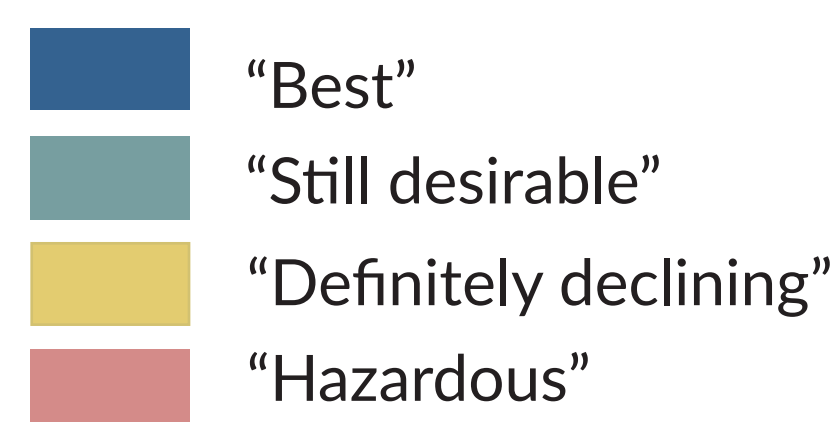 “Best”
“Still desirable”
“Definitely declining”
“Hazardous”